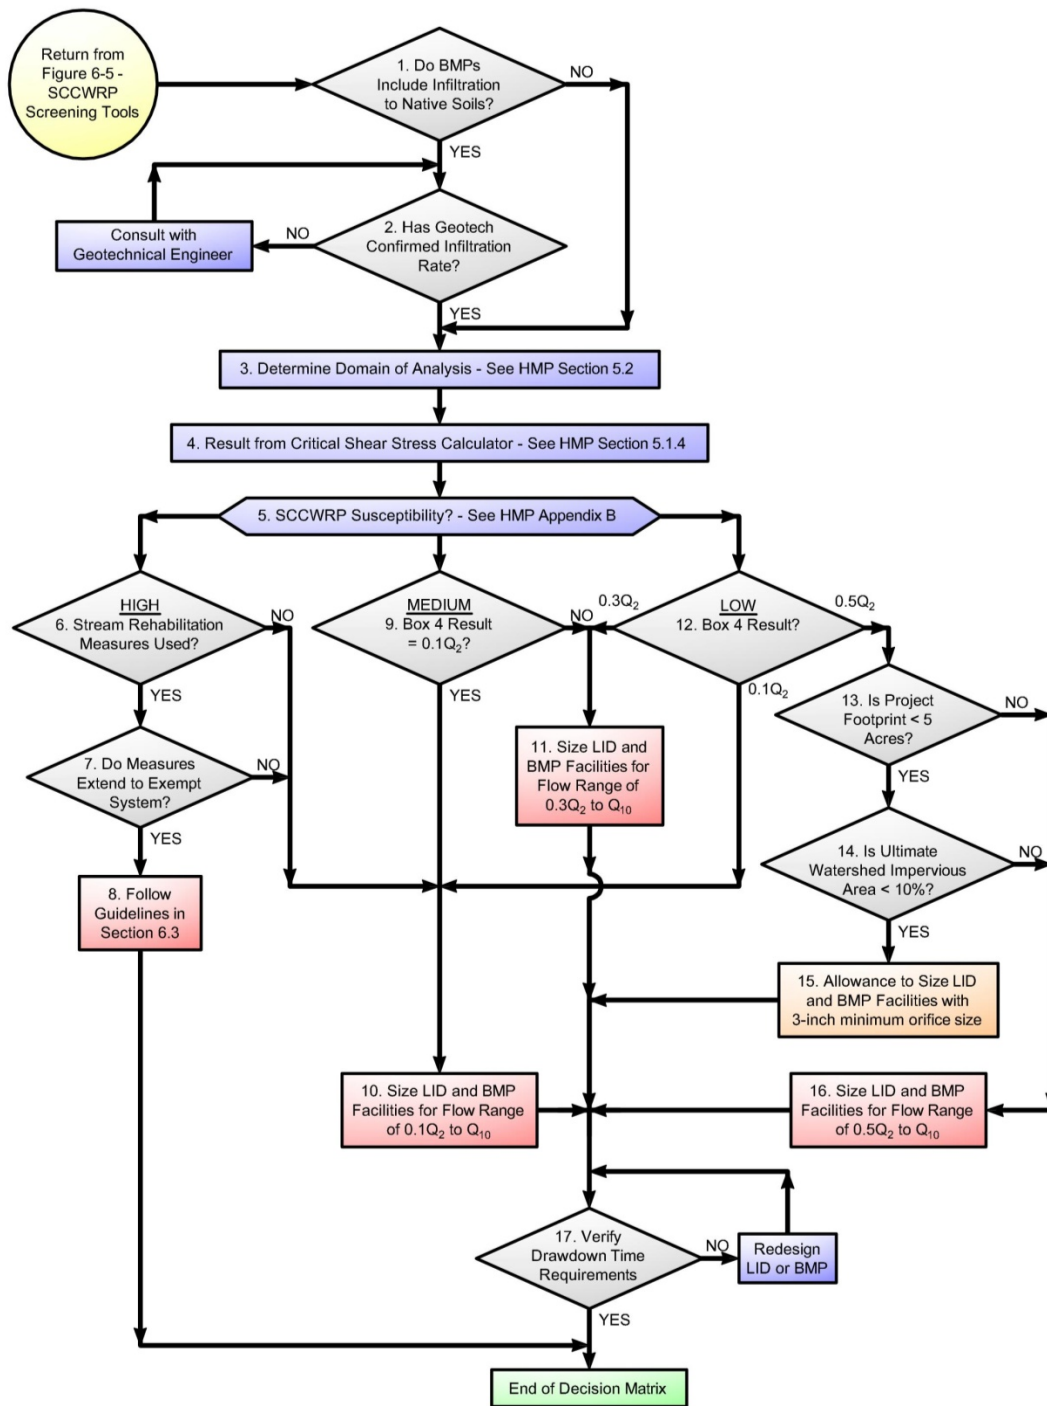 Return from
Figure 6-5 -
SCCWRP
Screening Tools
1. Do BMPs
Include Infiltration
to Native Soils?
NO
YES
2. Has Geotech
Confirmed Infiltration
Rate?
NO
Consult with
Geotechnical Engineer
YES
3. Determine Domain of Analysis - See HMP Section 5.2
4. Result from Critical Shear Stress Calculator - See HMP Section 5.1.4
5. SCCWRP Susceptibility? - See HMP Appendix B
HIGH
6. Stream Rehabilitation
Measures Used?
NO
YES
7. Do Measures
Extend to Exempt
System?
NO
YES
8. Follow
Guidelines in
Section 6.3
MEDIUM
9. Box 4 Result
= 0.1Q₂?
NO
YES
0.3Q₂
LOW
12. Box 4 Result?
0.5Q₂
0.1Q₂
11. Size LID and
BMP Facilities for
Flow Range of
0.3Q₂ to Q₁₀
13. Is Project
Footprint < 5
Acres?
NO
YES
14. Is Ultimate
Watershed Impervious
Area < 10%?
NO
YES
15. Allowance to Size LID
and BMP Facilities with
3-inch minimum orifice size
10. Size LID and BMP
Facilities for Flow Range
of 0.1Q₂ to Q₁₀
16. Size LID and BMP
Facilities for Flow Range
of 0.5Q₂ to Q₁₀
17. Verify
Drawdown Time
Requirements
NO
Redesign
LID or BMP
YES
End of Decision Matrix